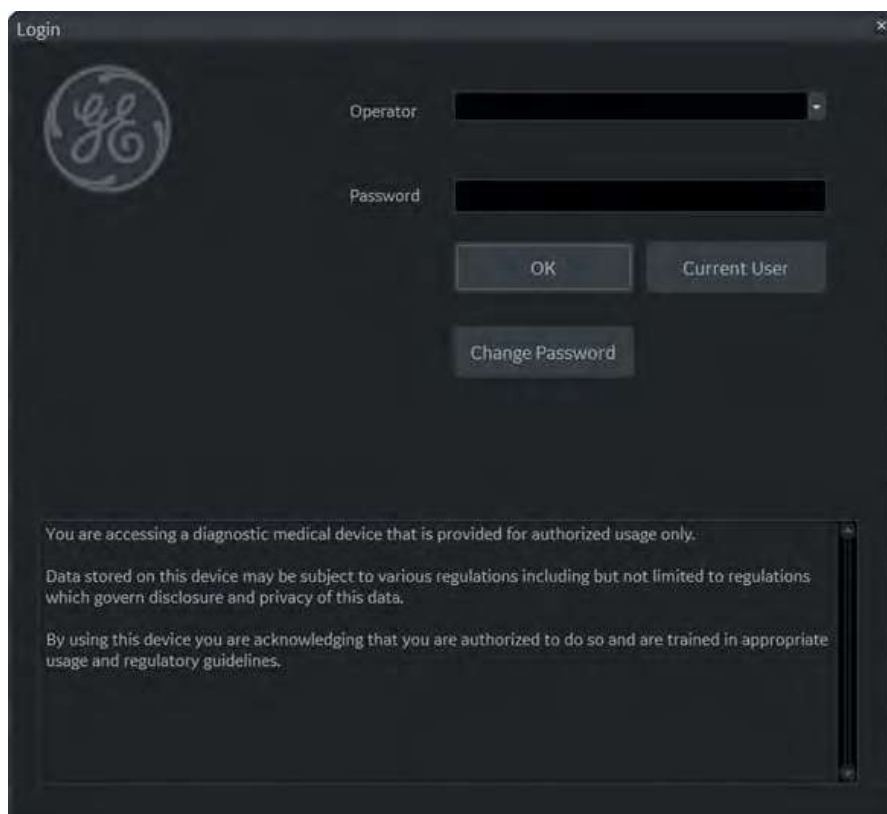 Login
GE
Operator
Password
OK
Current User
Change Password
You are accessing a diagnostic medical device that is provided for authorized usage only.
Data stored on this device may be subject to various regulations including but not limited to regulations
which govern disclosure and privacy of this data.
By using this device you are acknowledging that you are authorized to do so and are trained in appropriate
usage and regulatory guidelines.